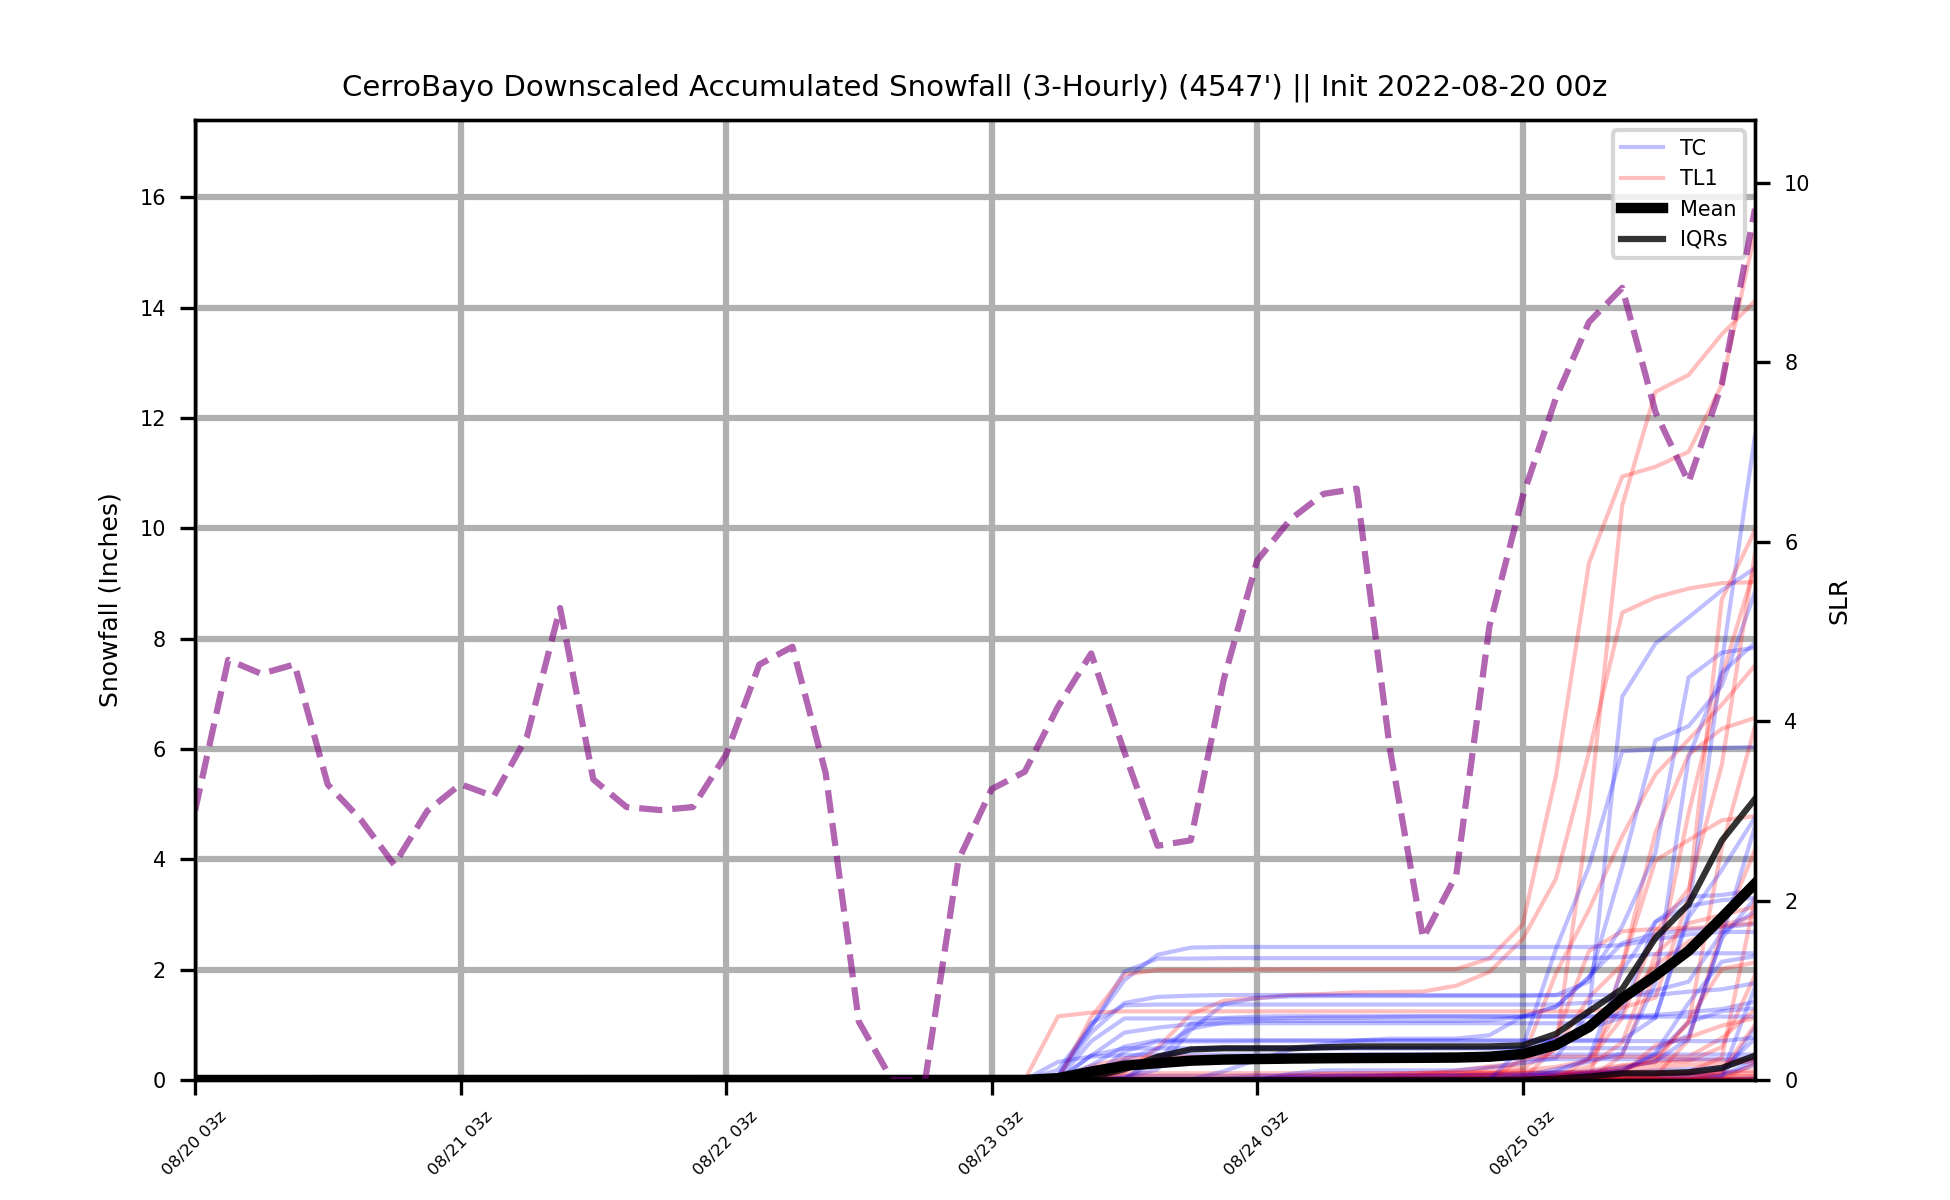 CerroBayo Downscaled Accumulated Snowfall (3-Hourly) (4547') || Init 2022-08-20 00z
TC
TL1
Mean
IQRs
Snowfall (Inches)
16
14
12
10
8
6
4
2
0
10
8
6
4
2
0
SLR
08/20 03z
08/21 03z
08/22 03z
08/23 03z
08/24 03z
08/25 03z